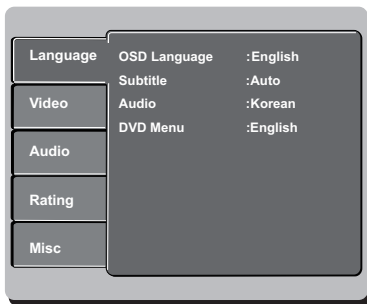 Language
OSD Language :English
Subtitle :Auto
Video
Audio :Korean
DVD Menu :English
Audio
Rating
Misc